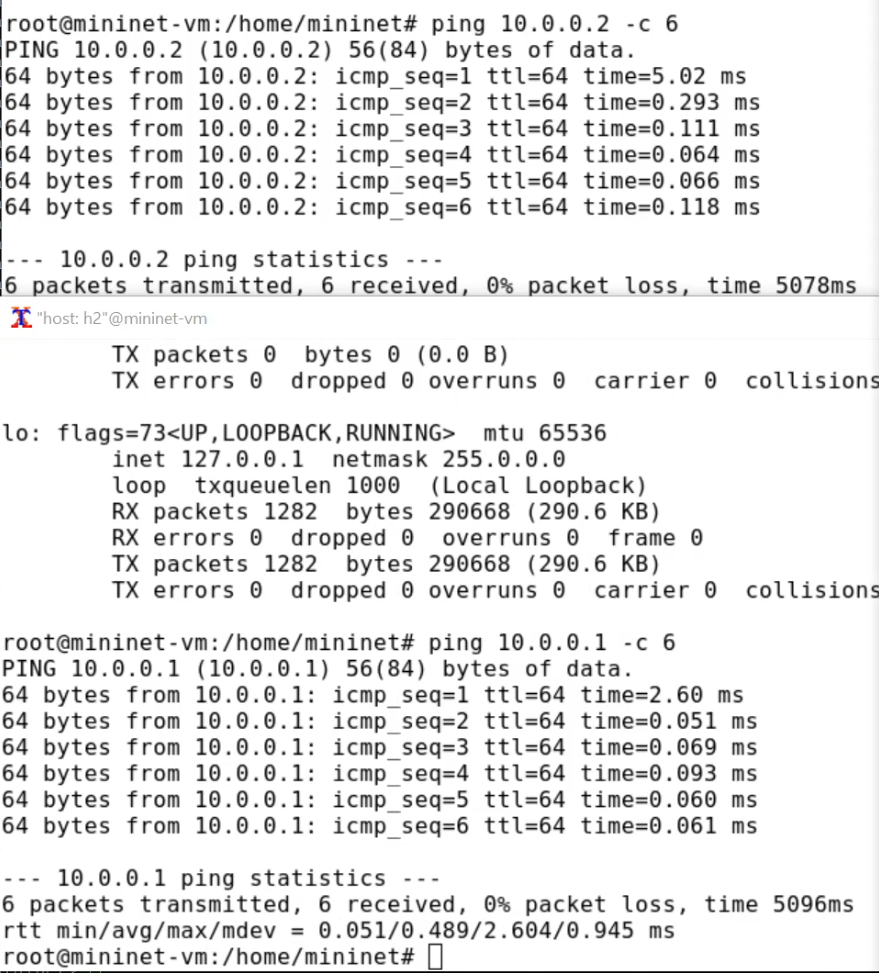 root@mininet-vm:/home/mininet# ping 10.0.0.2 -c 6
PING 10.0.0.2 (10.0.0.2) 56(84) bytes of data.
64 bytes from 10.0.0.2: icmp_seq=1 ttl=64 time=5.02 ms
64 bytes from 10.0.0.2: icmp_seq=2 ttl=64 time=0.293 ms
64 bytes from 10.0.0.2: icmp_seq=3 ttl=64 time=0.111 ms
64 bytes from 10.0.0.2: icmp_seq=4 ttl=64 time=0.064 ms
64 bytes from 10.0.0.2: icmp_seq=5 ttl=64 time=0.066 ms
64 bytes from 10.0.0.2: icmp_seq=6 ttl=64 time=0.118 ms
--- 10.0.0.2 ping statistics ---
6 packets transmitted, 6 received, 0% packet loss, time 5078ms
"host: h2"@mininet-vm
TX packets 0  bytes 0 (0.0 B)
TX errors 0  dropped 0 overruns 0  carrier 0  collisions
lo: flags=73<UP,LOOPBACK,RUNNING>  mtu 65536
inet 127.0.0.1  netmask 255.0.0.0
loop  txqueuelen 1000  (Local Loopback)
RX packets 1282  bytes 290668 (290.6 KB)
RX errors 0  dropped 0  overruns 0  frame 0
TX packets 1282  bytes 290668 (290.6 KB)
TX errors 0  dropped 0 overruns 0  carrier 0  collisions
root@mininet-vm:/home/mininet# ping 10.0.0.1 -c 6
PING 10.0.0.1 (10.0.0.1) 56(84) bytes of data.
64 bytes from 10.0.0.1: icmp_seq=1 ttl=64 time=2.60 ms
64 bytes from 10.0.0.1: icmp_seq=2 ttl=64 time=0.051 ms
64 bytes from 10.0.0.1: icmp_seq=3 ttl=64 time=0.069 ms
64 bytes from 10.0.0.1: icmp_seq=4 ttl=64 time=0.093 ms
64 bytes from 10.0.0.1: icmp_seq=5 ttl=64 time=0.060 ms
64 bytes from 10.0.0.1: icmp_seq=6 ttl=64 time=0.061 ms
--- 10.0.0.1 ping statistics ---
6 packets transmitted, 6 received, 0% packet loss, time 5096ms
rtt min/avg/max/mdev = 0.051/0.489/2.604/0.945 ms
root@mininet-vm:/home/mininet#